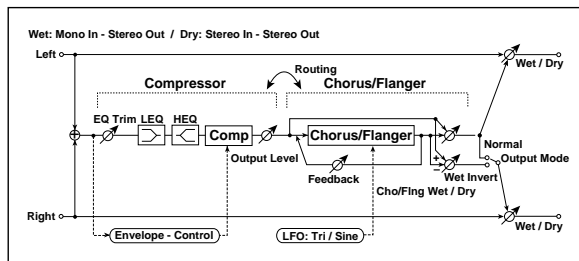 Wet: Mono In - Stereo Out / Dry: Stereo In - Stereo Out
Left
Wet / Dry
Routing
Compressor
Chorus/Flanger
EQ Trim
LEQ
HEQ
Comp
Chorus/Flanger
Output Level
Feedback
+
−
Normal
Output Mode
Wet Invert
Cho/Flng Wet / Dry
Right
Wet / Dry
Envelope - Control
LFO: Tri / Sine